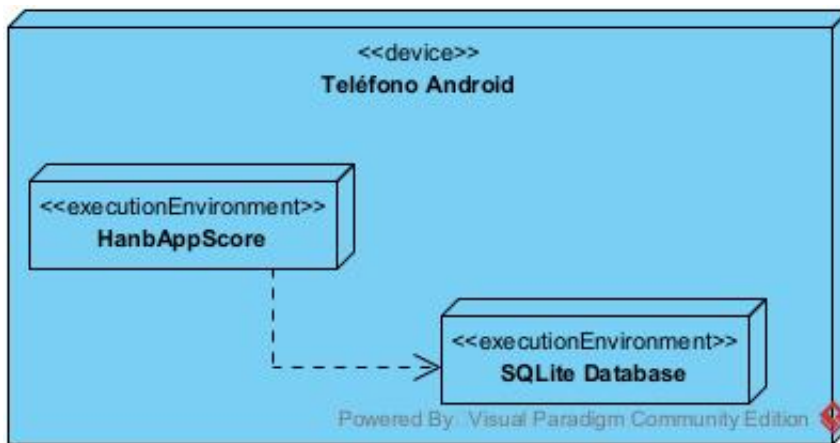 <<device>>
Teléfono Android
<<executionEnvironment>>
HanbAppScore
<<executionEnvironment>>
SQLite Database
Powered By Visual Paradigm Community Edition